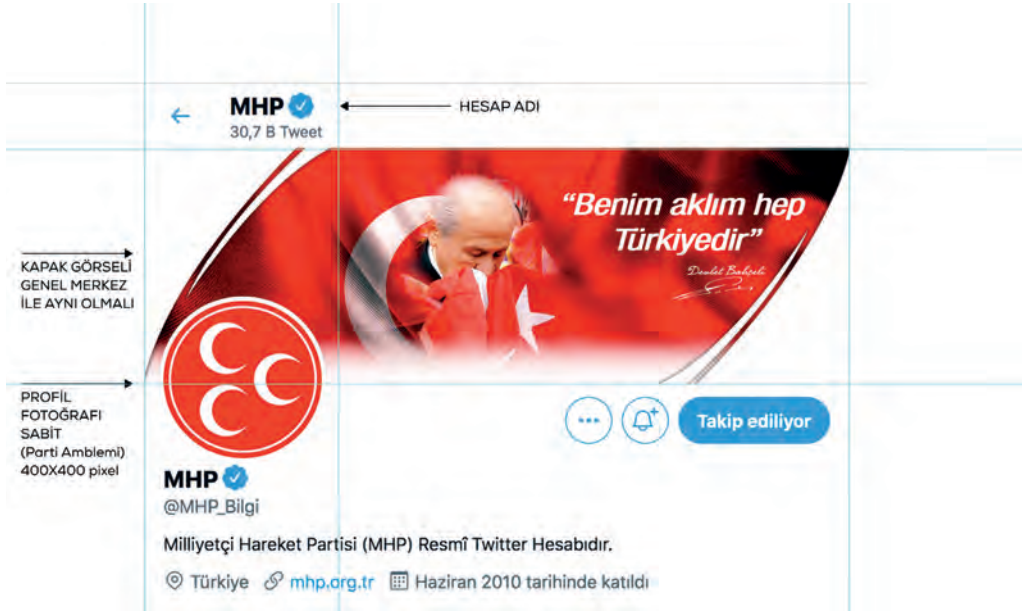 MHP
30,7 B Tweet
HESAP ADI
“Benim aklım hep
Türkiyedir”
Devlet Bahçeli
KAPAK GÖRSELİ
GENEL MERKEZ
İLE AYNI OLMALI
PROFİL
FOTOĞRAFI
SABİT
(Parti Amblemi)
400X400 pixel
Takip ediliyor
MHP
@MHP_Bilgi
Milliyetçi Hareket Partisi (MHP) Resmî Twitter Hesabıdır.
Türkiye mhp.org.tr Haziran 2010 tarihinde katıldı